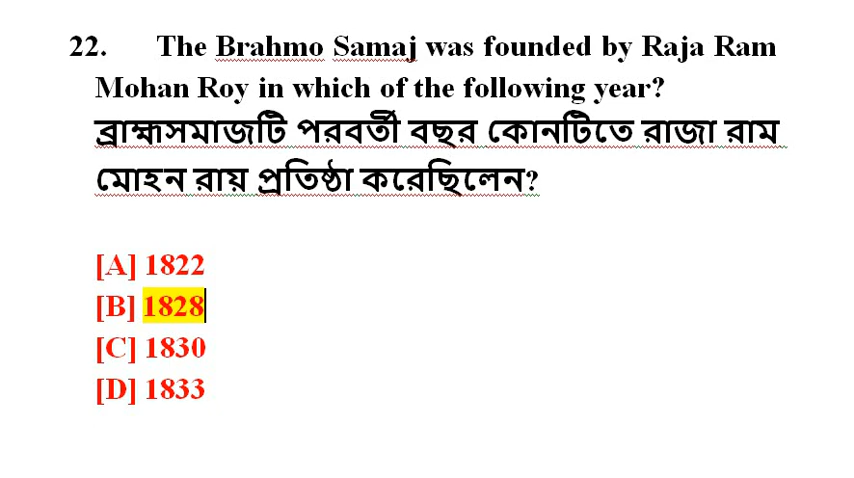 22. The Brahmo Samaj was founded by Raja Ram
Mohan Roy in which of the following year?
ব্রাহ্মসমাজটি পরবর্তী বছর কোনটিতে রাজা রাম
মোহন রায় প্রতিষ্ঠা করেছিলেন?
[A] 1822
[B] 1828
[C] 1830
[D] 1833